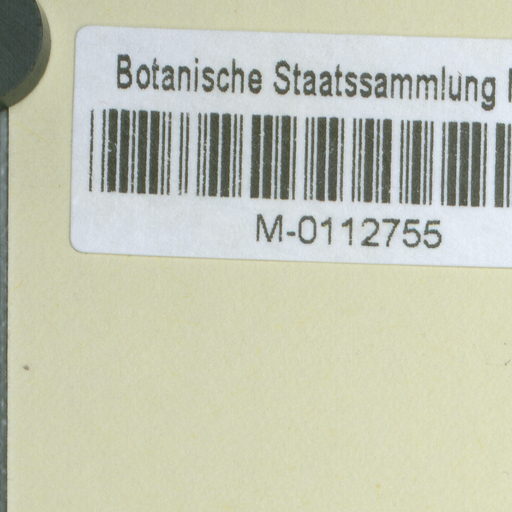 Botanische Staatssammlung
M-0112755